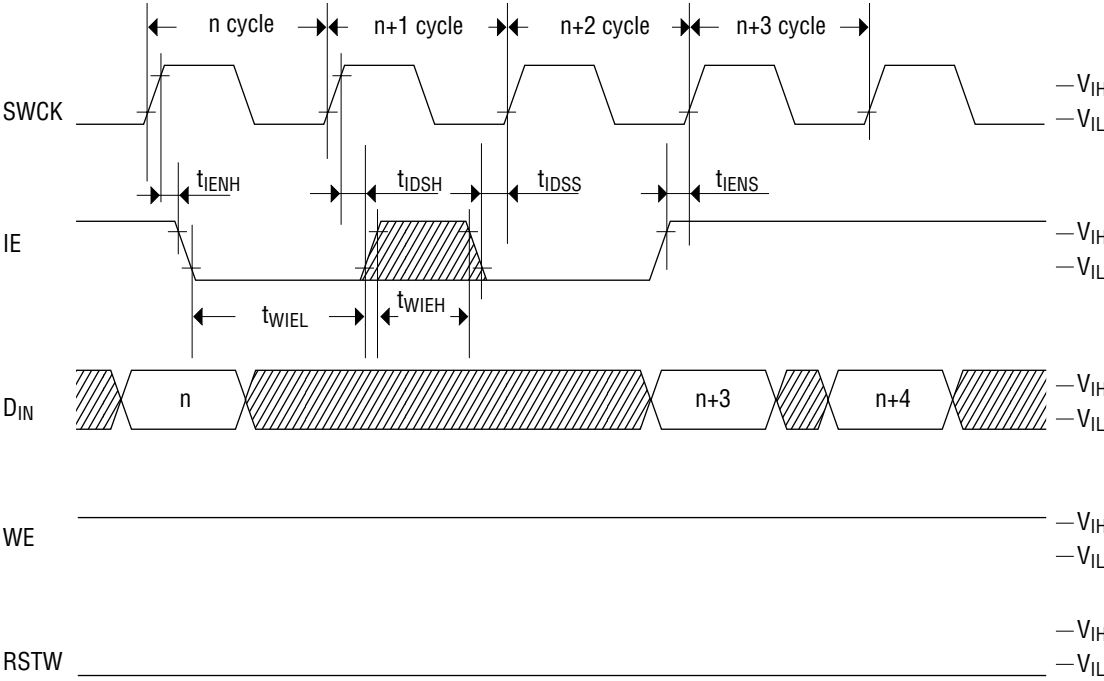 n cycle n+1 cycle n+2 cycle n+3 cycle
SWCK
VIH
VIL
tIENH tIDSH tIDSS tIENS
IE
VIH
VIL
tWIEL tWIEH
DIN
n n+3 n+4
VIH
VIL
WE
VIH
VIL
RSTW
VIH
VIL